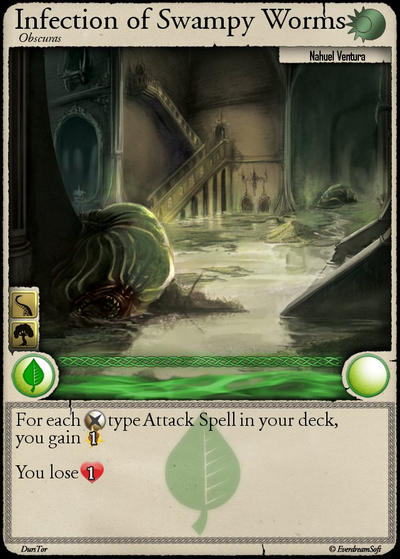 Infection of Swampy Worms
Obscuras
Nahuel Ventura
For each type Attack Spell in your deck,
you gain 1
You lose 1
DursTor
© EverdreamSoft